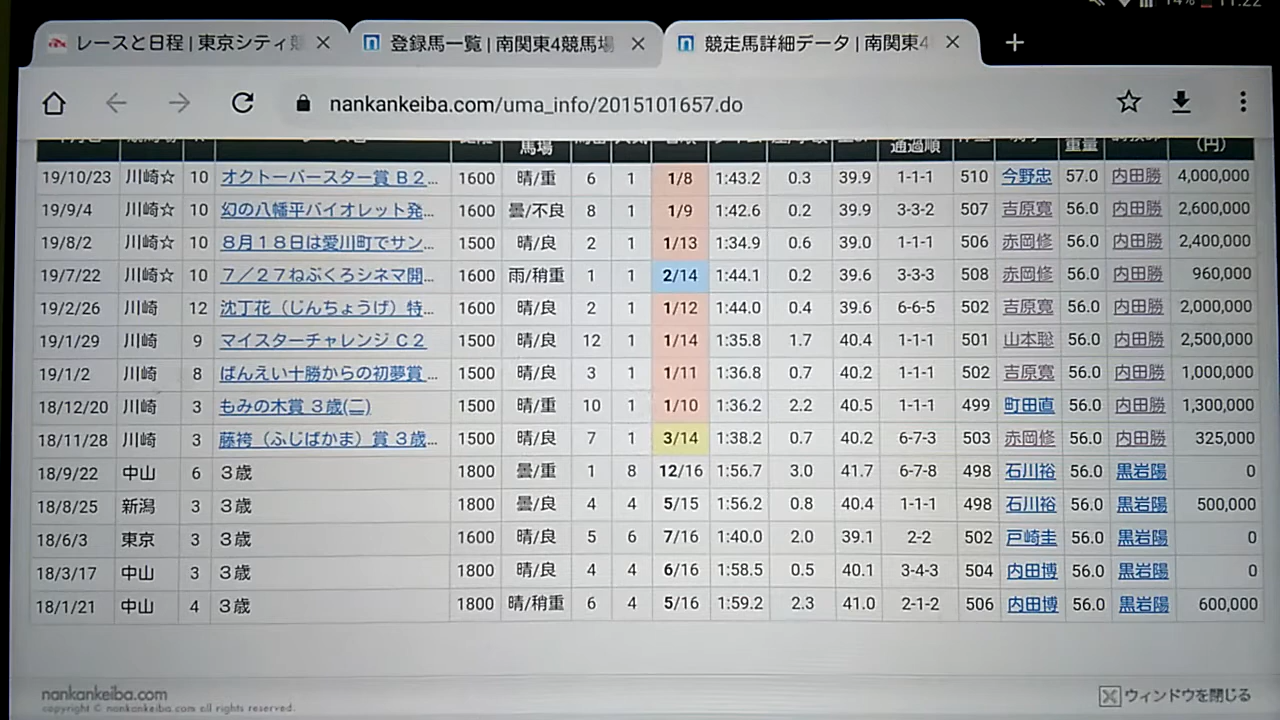 14% 11:22
レースと日程 | 東京シティ競
登録馬一覧 | 南関東4競馬場
競走馬詳細データ | 南関東4
nankankeiba.com/uma_info/2015101657.do
馬場 通過順 重量 (円)
19/10/23 川崎☆ 10 オクトーバースター賞 Ｂ２... 1600 晴/重 6 1 1/8 1:43.2 0.3 39.9 1-1-1 510 今野忠 57.0 内田勝 4,000,000
19/9/4 川崎☆ 10 幻の八幡平バイオレット発... 1600 曇/不良 8 1 1/9 1:42.6 0.2 39.9 3-3-2 507 吉原寛 56.0 内田勝 2,600,000
19/8/2 川崎☆ 10 ８月１８日は愛川町でサン... 1500 晴/良 2 1 1/13 1:34.9 0.6 39.0 1-1-1 506 赤岡修 56.0 内田勝 2,400,000
19/7/22 川崎☆ 10 ７／２７ねぶくろシネマ開... 1600 雨/稍重 1 1 2/14 1:44.1 0.2 39.6 3-3-3 508 赤岡修 56.0 内田勝 960,000
19/2/26 川崎 12 沈丁花（じんちょうげ）特... 1600 晴/良 2 1 1/12 1:44.0 0.4 39.6 6-6-5 502 吉原寛 56.0 内田勝 2,000,000
19/1/29 川崎 9 マイスターチャレンジ Ｃ２ 1500 晴/良 12 1 1/14 1:35.8 1.7 40.4 1-1-1 501 山本聡 56.0 内田勝 2,500,000
19/1/2 川崎 8 ばんえい十勝からの初夢賞... 1500 晴/良 3 1 1/11 1:36.8 0.7 40.2 1-1-1 502 吉原寛 56.0 内田勝 1,000,000
18/12/20 川崎 3 もみの木賞 ３歳(二) 1500 晴/重 10 1 1/10 1:36.2 2.2 40.5 1-1-1 499 町田直 56.0 内田勝 1,300,000
18/11/28 川崎 3 藤袴（ふじばかま）賞 ３歳... 1500 晴/良 7 1 3/14 1:38.2 0.7 40.2 6-7-3 503 赤岡修 56.0 内田勝 325,000
18/9/22 中山 6 ３歳 1800 曇/重 1 8 12/16 1:56.7 3.0 41.7 6-7-8 498 石川裕 56.0 黒岩陽 0
18/8/25 新潟 3 ３歳 1800 曇/良 4 4 5/15 1:56.2 0.8 40.4 1-1-1 498 石川裕 56.0 黒岩陽 500,000
18/6/3 東京 3 ３歳 1600 晴/良 5 6 7/16 1:40.0 2.0 39.1 2-2 502 戸崎圭 56.0 黒岩陽 0
18/3/17 中山 3 ３歳 1800 晴/良 4 4 6/16 1:58.5 0.5 40.1 3-4-3 504 内田博 56.0 黒岩陽 0
18/1/21 中山 4 ３歳 1800 晴/稍重 6 4 5/16 1:59.2 2.3 41.0 2-1-2 506 内田博 56.0 黒岩陽 600,000
nankankeiba.com ウィンドウを閉じる
copyright © nankankeiba.com all rights reserved.